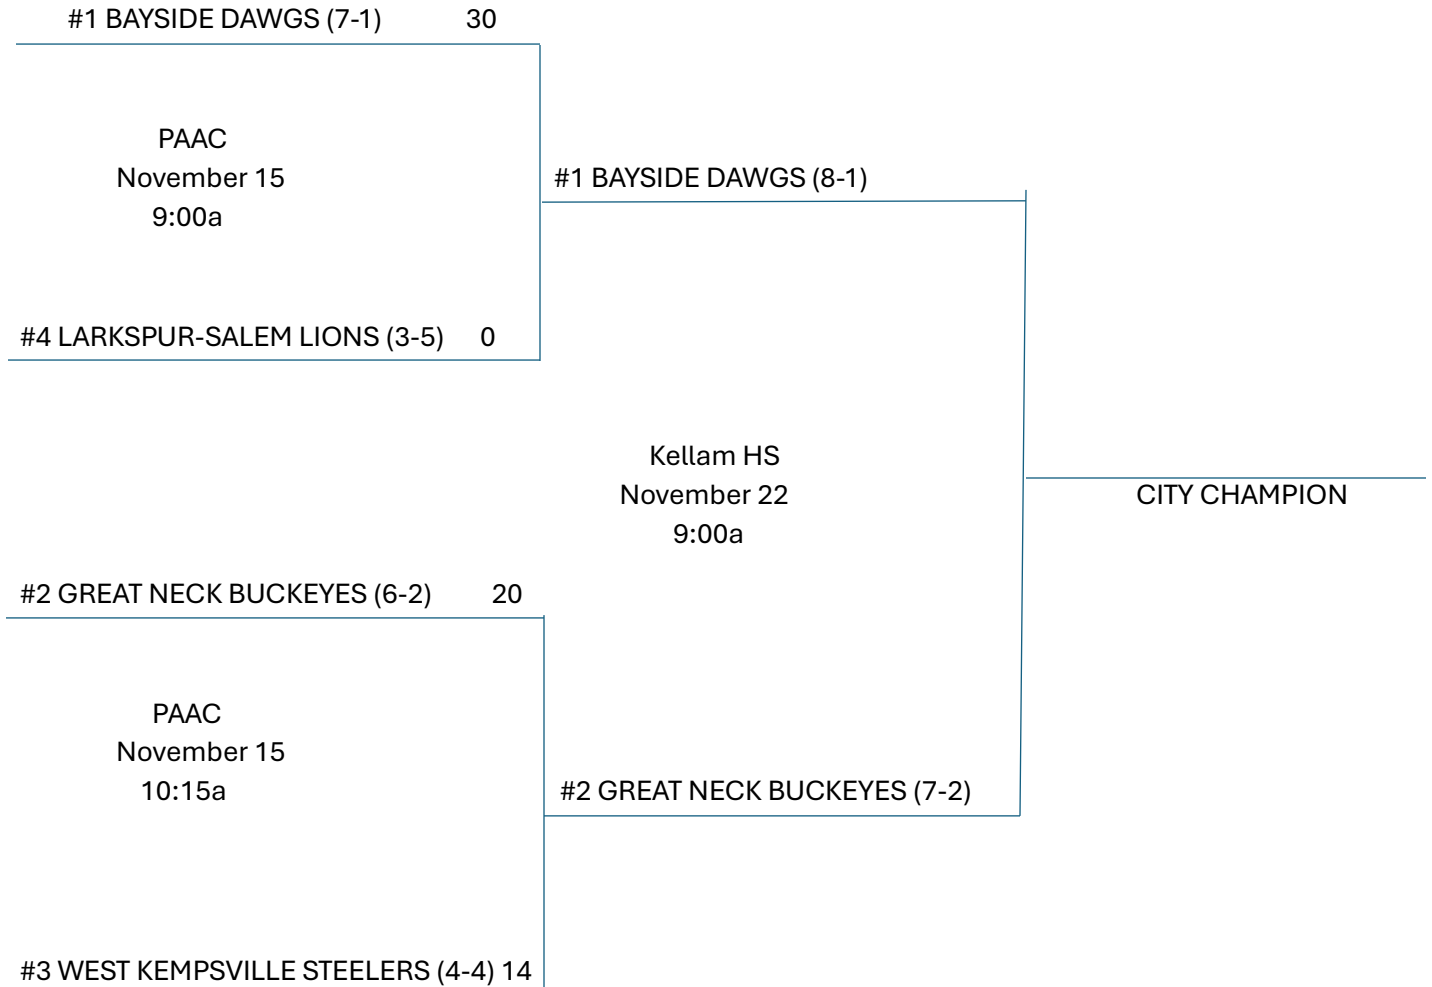 #1 BAYSIDE DAWGS (7-1) 30
PAAC
November 15
9:00a
#1 BAYSIDE DAWGS (8-1)
#4 LARKSPUR-SALEM LIONS (3-5) 0
Kellam HS
November 22
9:00a
CITY CHAMPION
#2 GREAT NECK BUCKEYES (6-2) 20
PAAC
November 15
10:15a
#2 GREAT NECK BUCKEYES (7-2)
#3 WEST KEMPSVILLE STEELERS (4-4) 14